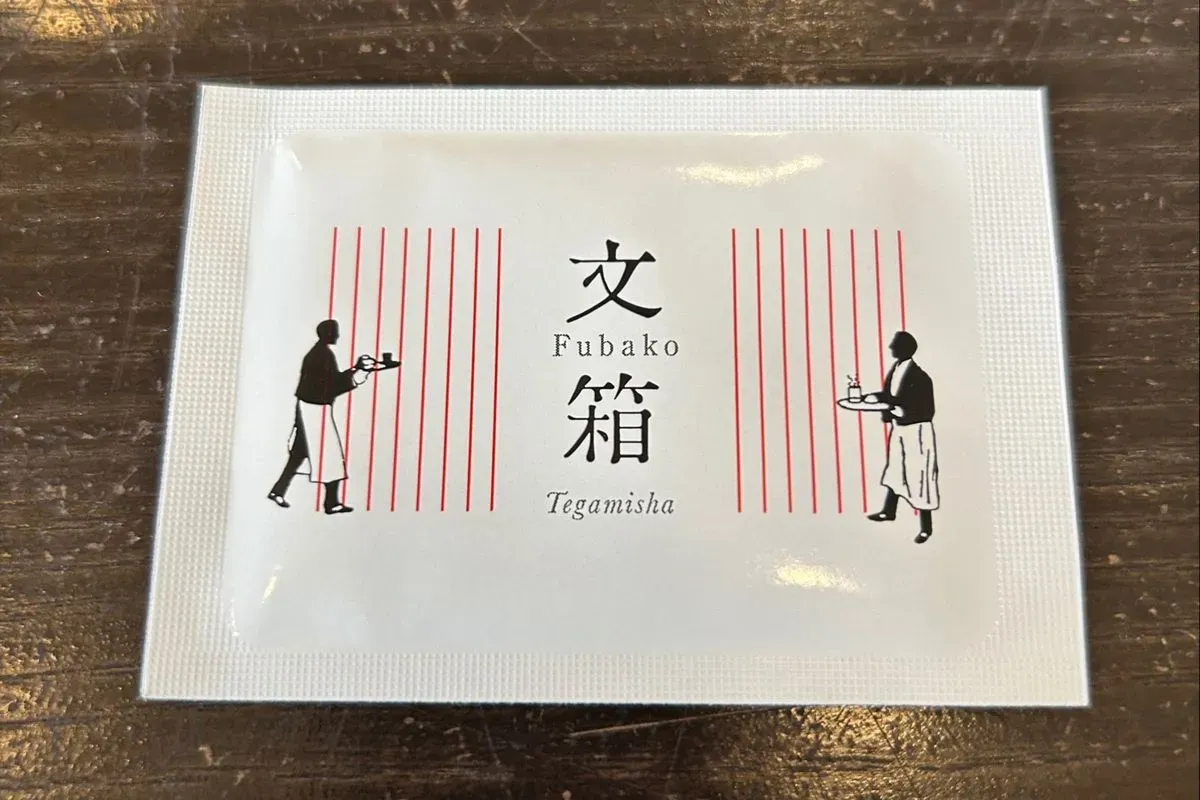 文
Fubako
箱
Tegamisha